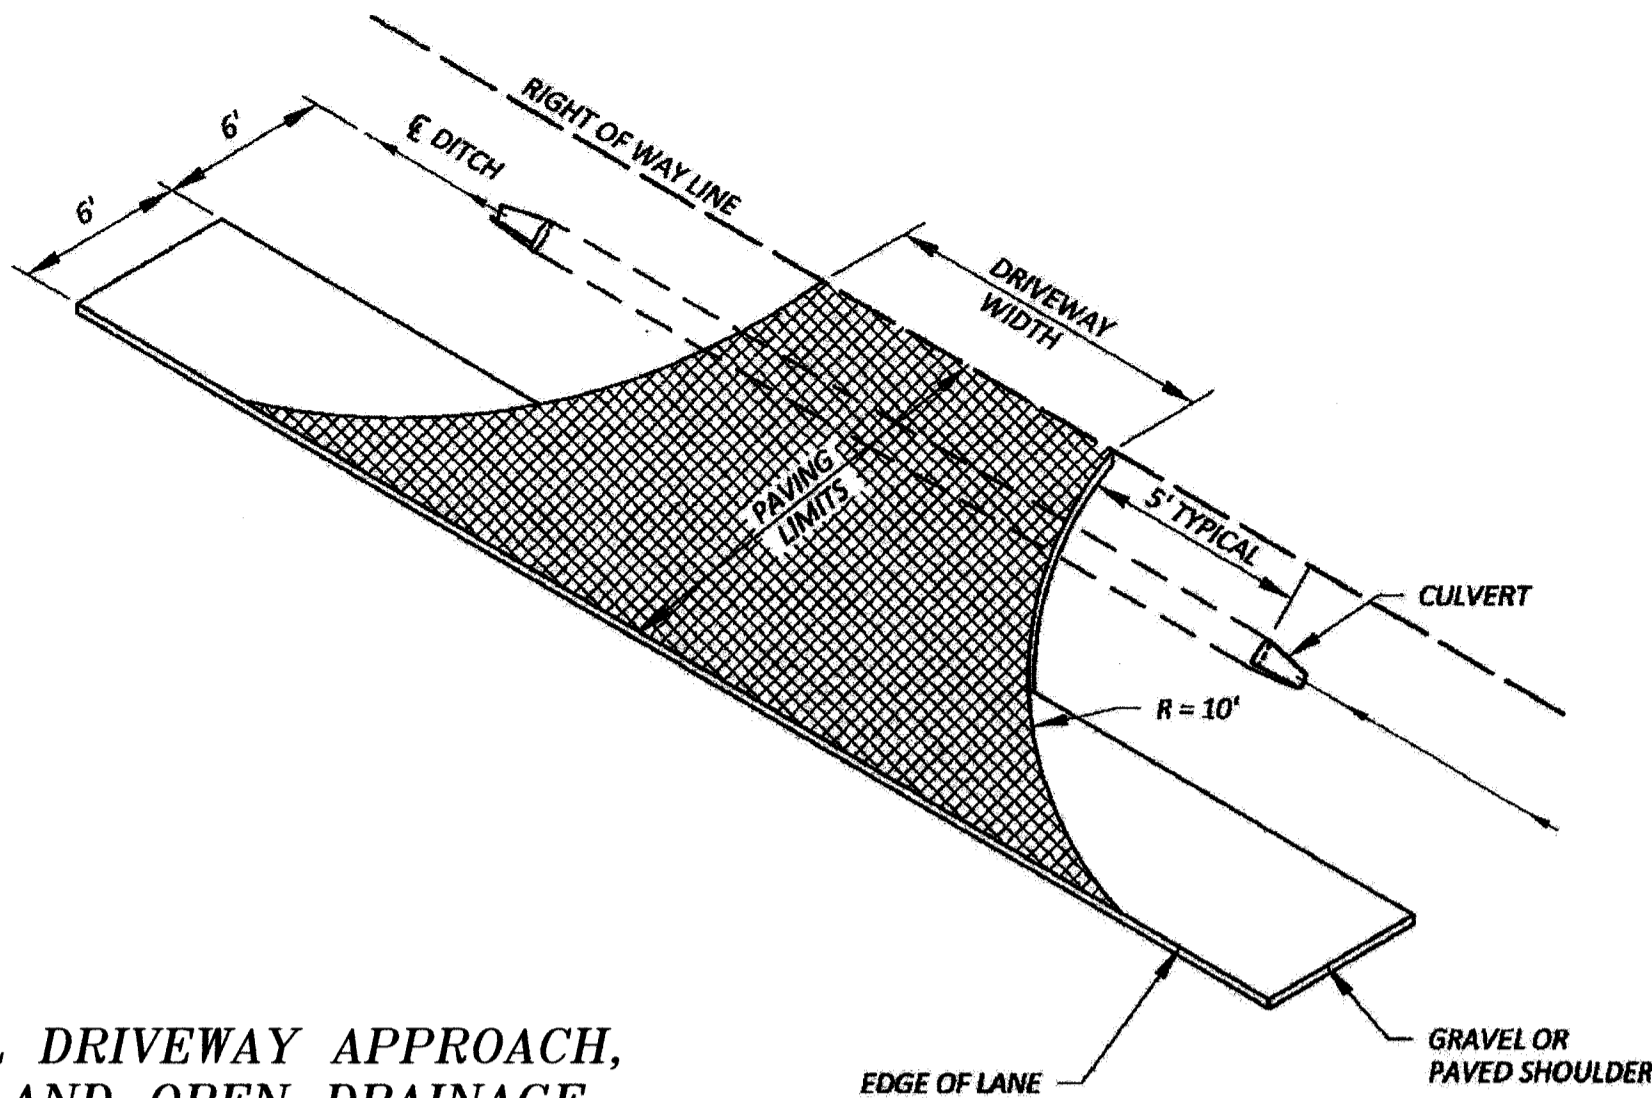 RIGHT OF WAY LINE
6'
℄ DITCH
6'
DRIVEWAY
WIDTH
PAVING
LIMITS
5' TYPICAL
CULVERT
R = 10'
DRIVEWAY APPROACH,
AND OPEN DRAINAGE
EDGE OF LANE
GRAVEL OR
PAVED SHOULDER